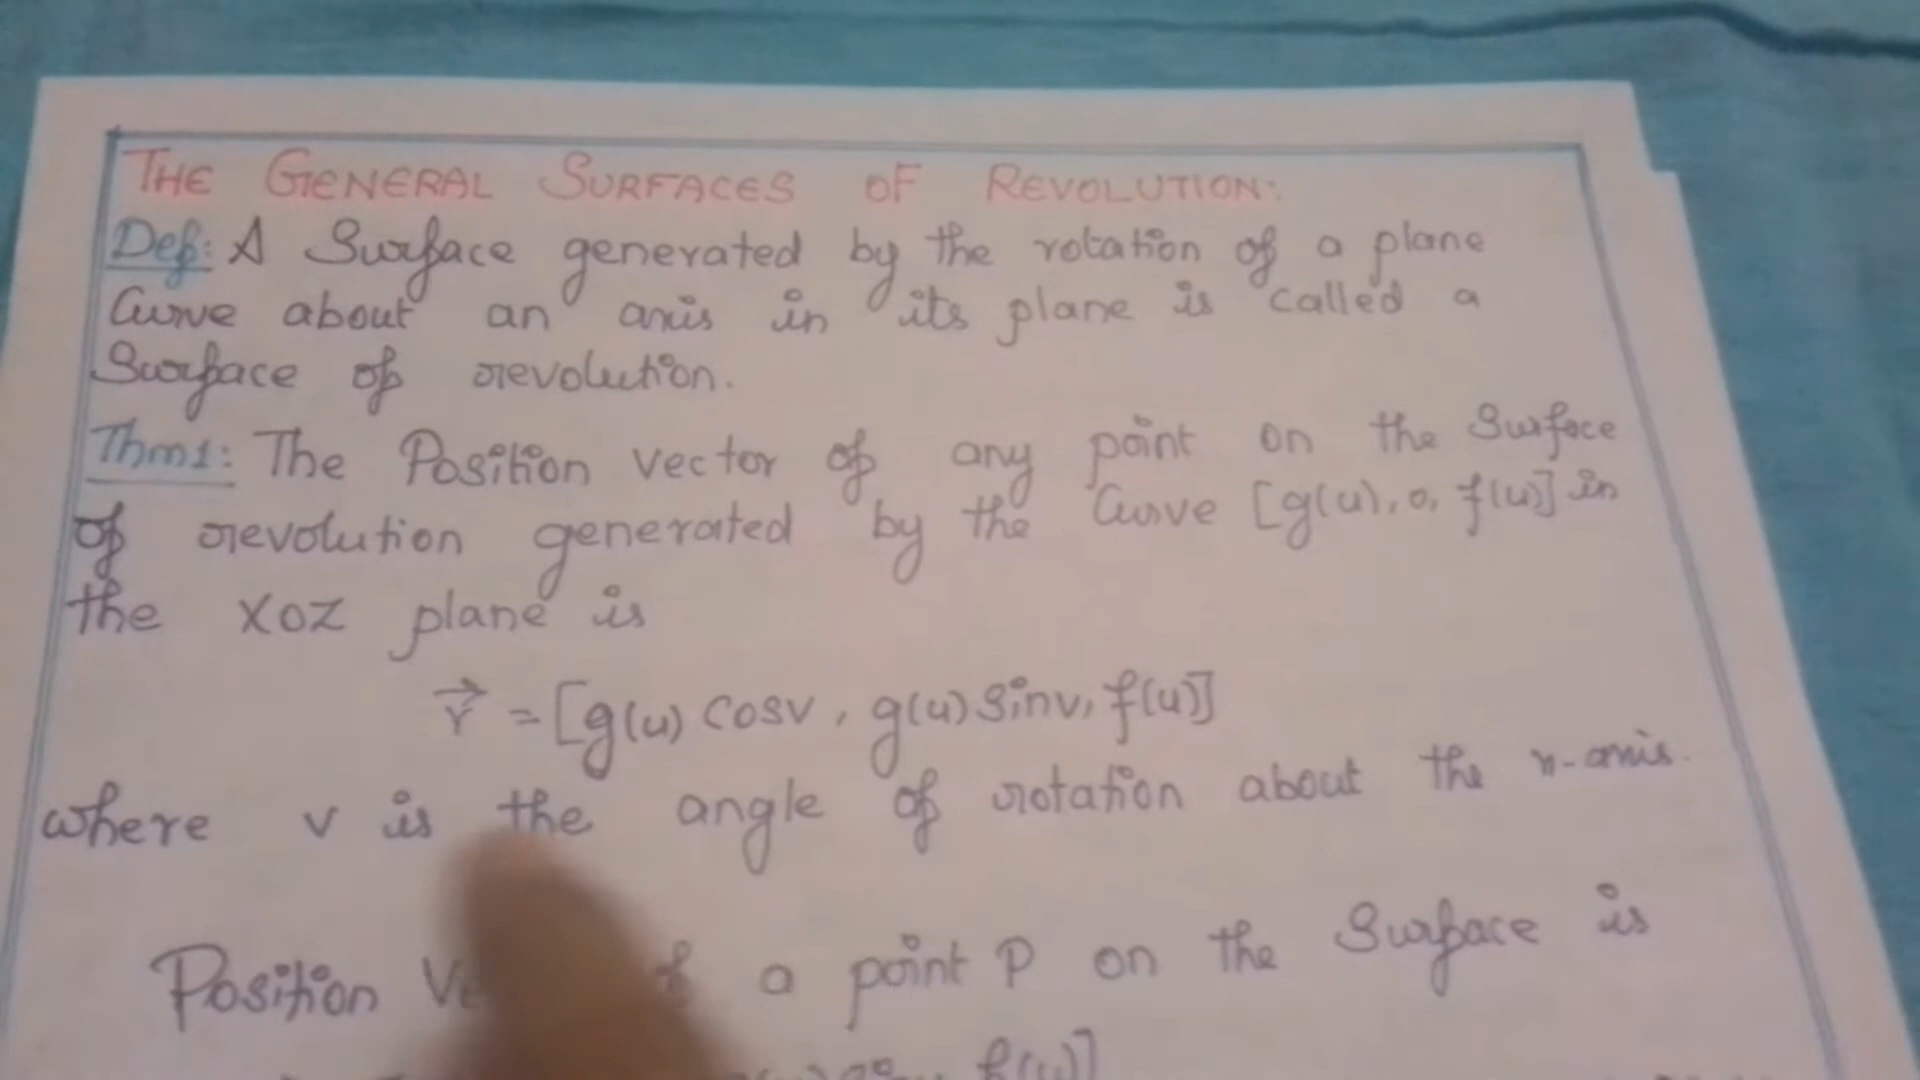 THE GENERAL SURFACES OF REVOLUTION:
Def: A Surface generated by the rotation of a plane
Curve about an axis in its plane is called a
Surface of revolution.
Thm1: The Position vector of any point on the Surface
of revolution generated by the Curve [g(u), 0, f(u)] in
the XOZ plane is
r⃗ = [g(u) cosv, g(u) sinv, f(u)]
where v is the angle of rotation about the x-axis.
Position a point P on the Surface is
f(u)]